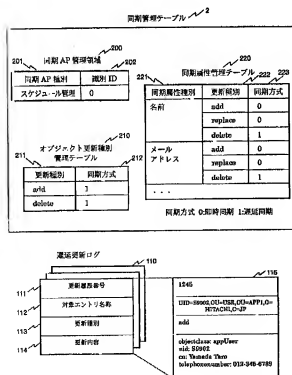 同期管理テーブル 2
200
同期AP管理領域
201 202
同期AP種別 識別ID
スケジュール管理 0
220
同期属性管理テーブル
221 222 223
同期属性種別 更新種別 同期方式
名前 add 0
replace 0
delete 1
メールアドレス add 0
replace 0
delete 1
・・・
210
オブジェクト更新種別
管理テーブル
211 212
更新種別 同期方式
add 1
delete 1
同期方式 0:即時同期 1:遅延同期
遅延更新ログ 110
111 更新履歴番号
112 対象エントリ名称
113 更新種別
114 更新内容
115
1245
UID=S9902,OU=USR,OU=APP1,O=
HITACHI,C=JP
add
objectclass: appUser
uid: S9902
cn: Yamada Taro
telephonenumber: 012-345-6789